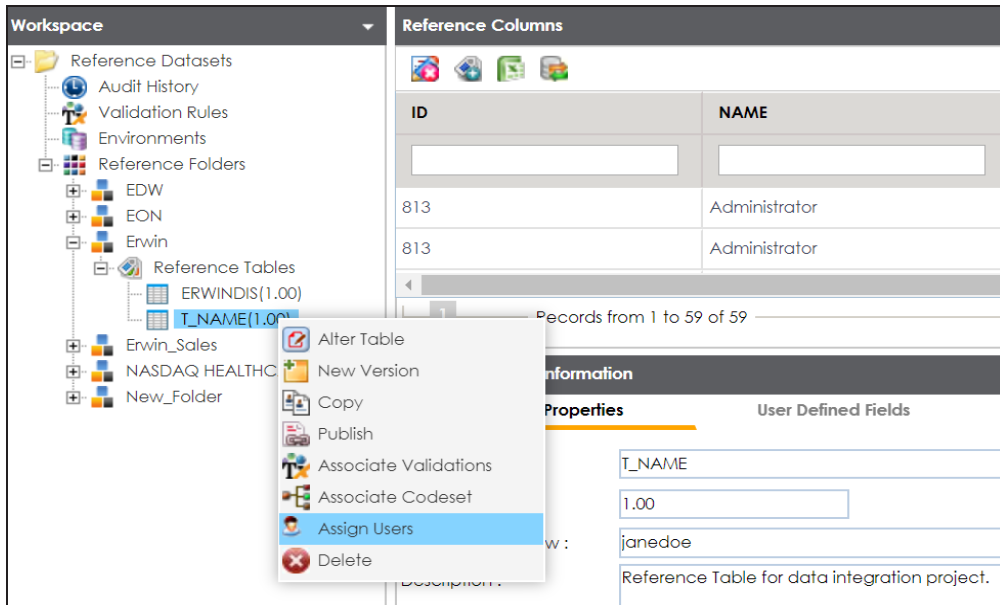 Workspace
Reference Datasets
Audit History
Validation Rules
Environments
Reference Folders
EDW
EON
Erwin
Reference Tables
ERWINDIS(1.00)
T_NAME(1.00)
Erwin_Sales
NASDAQ HEALTHC
New_Folder
Alter Table
New Version
Copy
Publish
Associate Validations
Associate Codeset
Assign Users
Delete
Reference Columns
ID NAME
813 Administrator
813 Administrator
1 Records from 1 to 59 of 59
nformation
Properties User Defined Fields
T_NAME
1.00
w : janedoe
Description : Reference Table for data integration project.